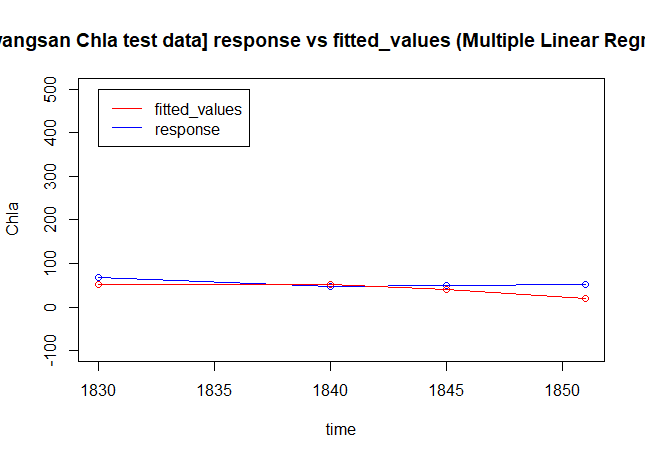 yangsan Chla test data] response vs fitted_values (Multiple Linear Regr
500
400
300
200
100
0
-100
Chla
fitted_values
response
1830 1835 1840 1845 1850
time